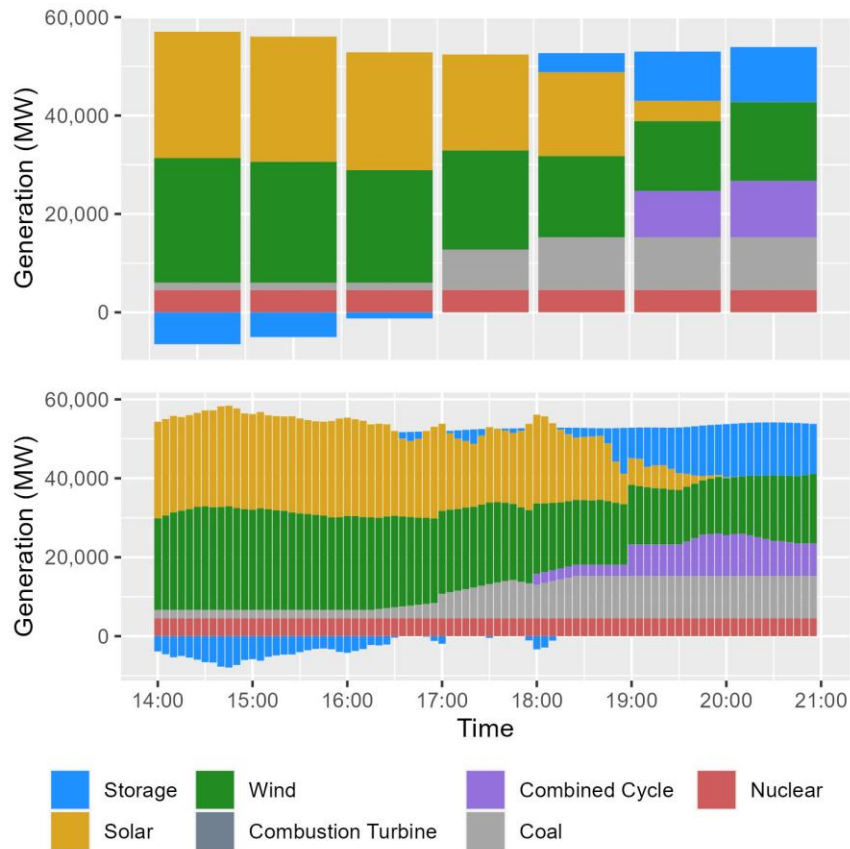 60,000
40,000
20,000
0
Generation (MW)
60,000
40,000
20,000
0
Generation (MW)
14:00 15:00 16:00 17:00 18:00 19:00 20:00 21:00
Time
Storage Wind Combined Cycle Nuclear
Solar Combustion Turbine Coal